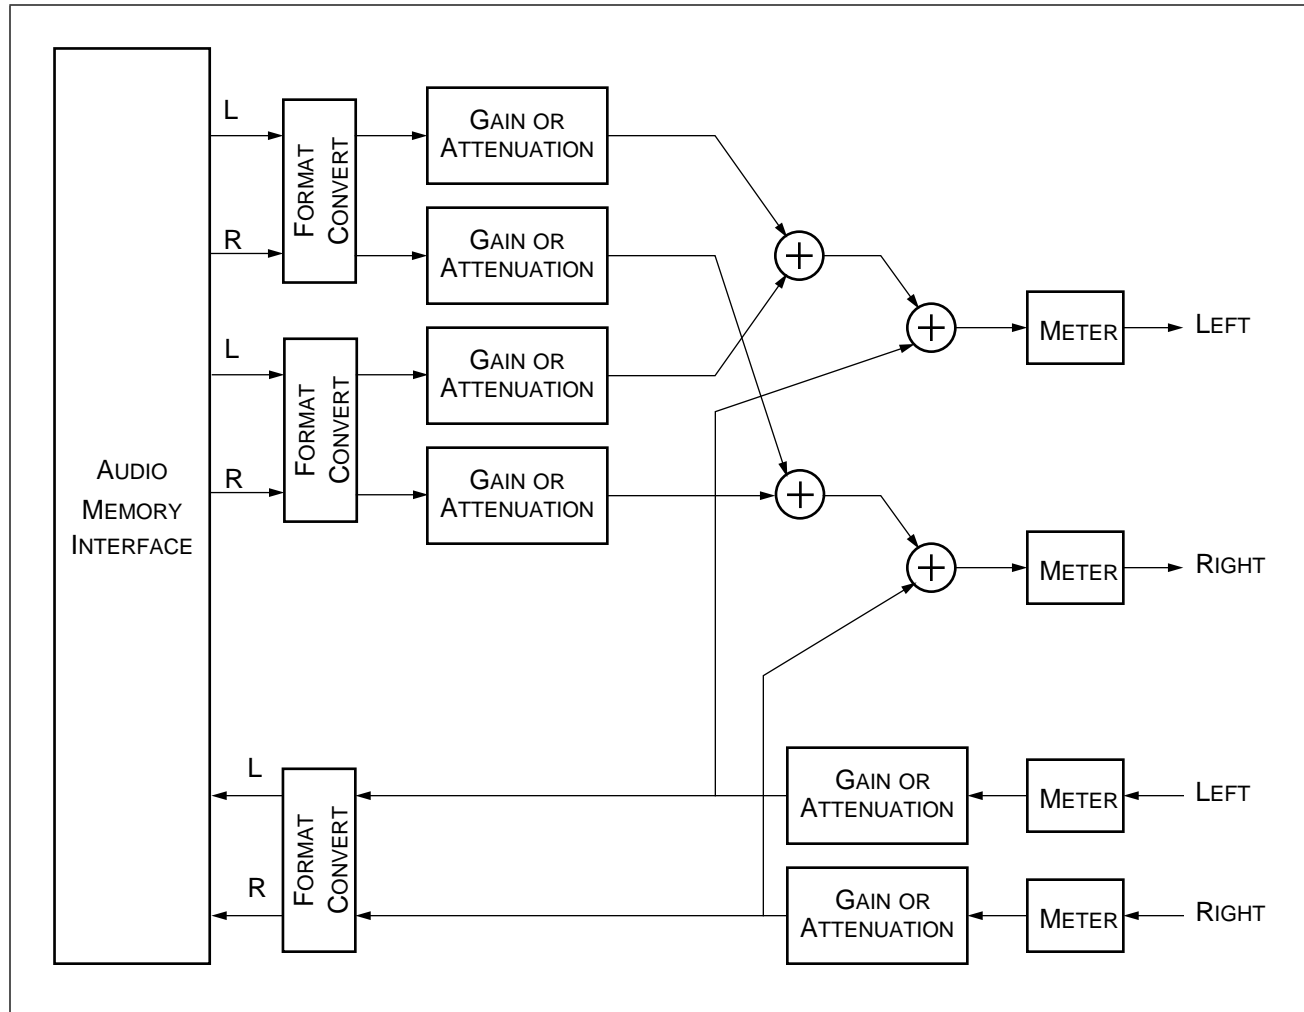 L
GAIN OR
ATTENUATION
FORMAT
CONVERT
R
GAIN OR
ATTENUATION
+
LEFT
METER
+
L
GAIN OR
ATTENUATION
FORMAT
CONVERT
R
GAIN OR
ATTENUATION
+
AUDIO
MEMORY
INTERFACE
RIGHT
METER
+
L
GAIN OR
ATTENUATION
METER
LEFT
FORMAT
CONVERT
R
GAIN OR
ATTENUATION
METER
RIGHT